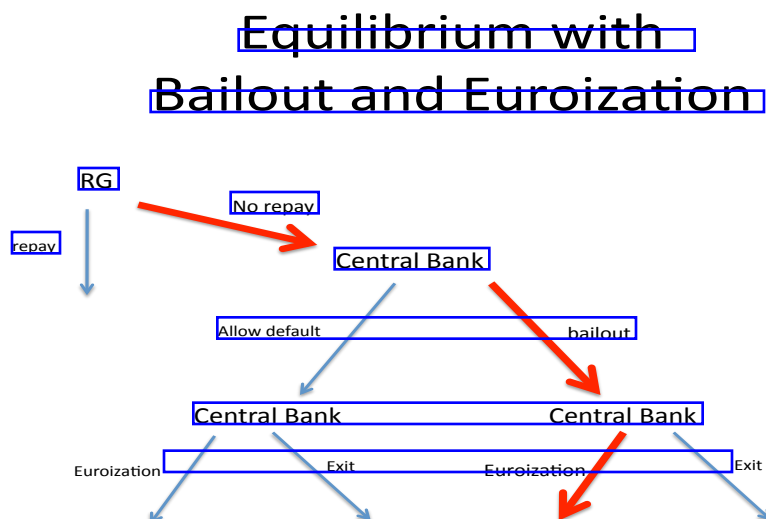 Equilibrium with
Bailout and Euroization
RG
No repay
repay
Central Bank
Allow default bailout
Central Bank Central Bank
Euroization Exit Euroization Exit